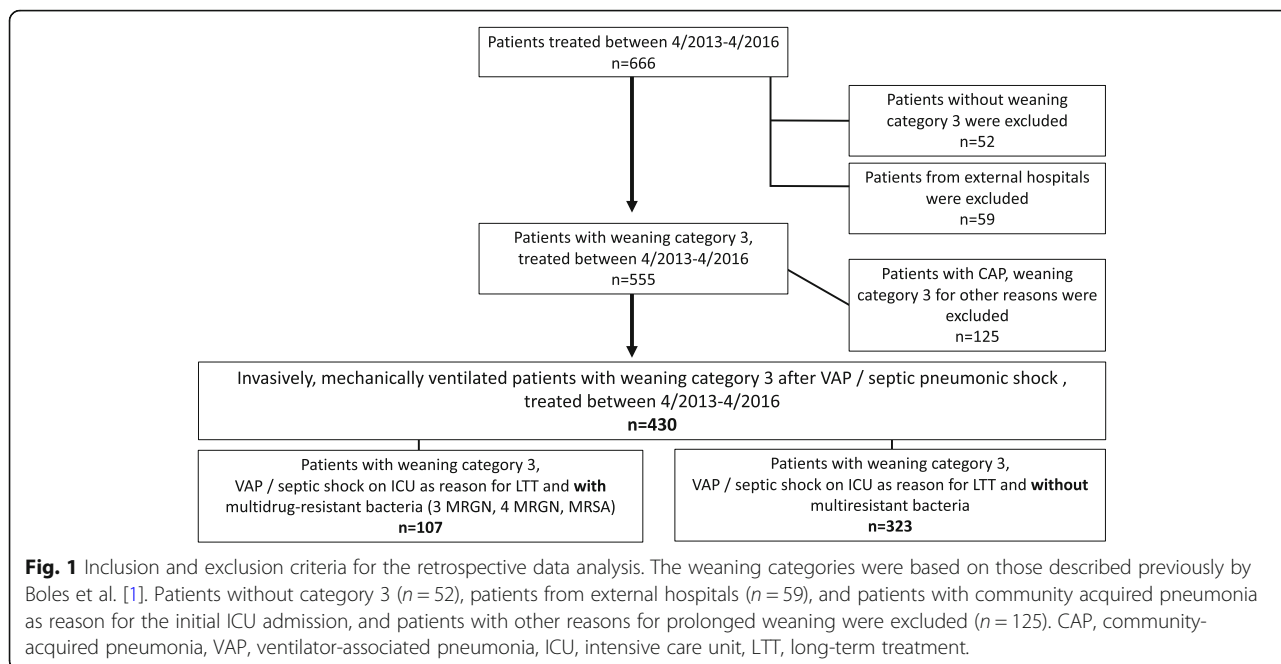 Patients treated between 4/2013-4/2016
n=666
Patients without weaning
category 3 were excluded
n=52
Patients from external hospitals
were excluded
n=59
Patients with weaning category 3,
treated between 4/2013-4/2016
n=555
Patients with CAP, weaning
category 3 for other reasons were
excluded
n=125
Invasively, mechanically ventilated patients with weaning category 3 after VAP / septic pneumonic shock ,
treated between 4/2013-4/2016
n=430
Patients with weaning category 3,
VAP / septic shock on ICU as reason for LTT and with
multidrug-resistant bacteria (3 MRGN, 4 MRGN, MRSA)
n=107
Patients with weaning category 3,
VAP / septic shock on ICU as reason for LTT and without
multiresistant bacteria
n=323
Fig. 1 Inclusion and exclusion criteria for the retrospective data analysis. The weaning categories were based on those described previously by
Boles et al. [1]. Patients without category 3 (n = 52), patients from external hospitals (n = 59), and patients with community acquired pneumonia
as reason for the initial ICU admission, and patients with other reasons for prolonged weaning were excluded (n = 125). CAP, community-
acquired pneumonia, VAP, ventilator-associated pneumonia, ICU, intensive care unit, LTT, long-term treatment.